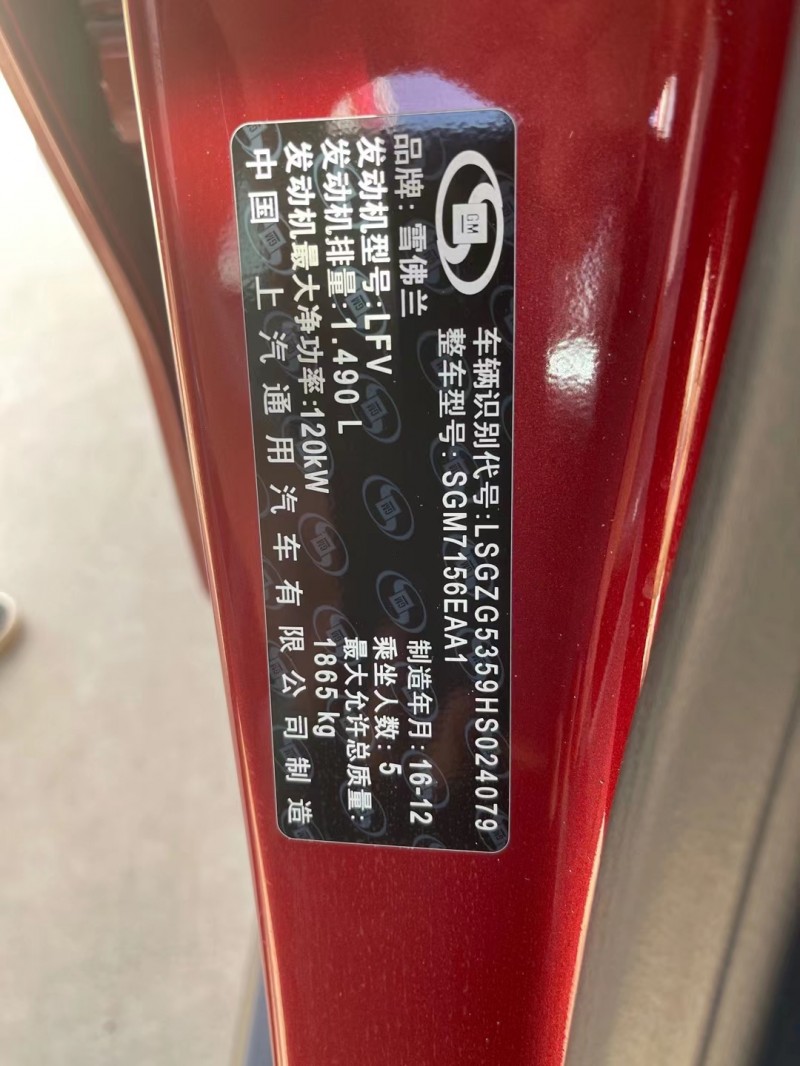 GM
车辆识别代号:LSGZG5359HS024079
整车型号:SGM7156EAA1
品牌:雪佛兰
制造年月:16-12
发动机型号:LFV
乘坐人数:5
发动机排量:1.490 L
最大允许总质量:
发动机最大净功率:120kW
1865 kg
中国 上汽通用汽车有限公司制造